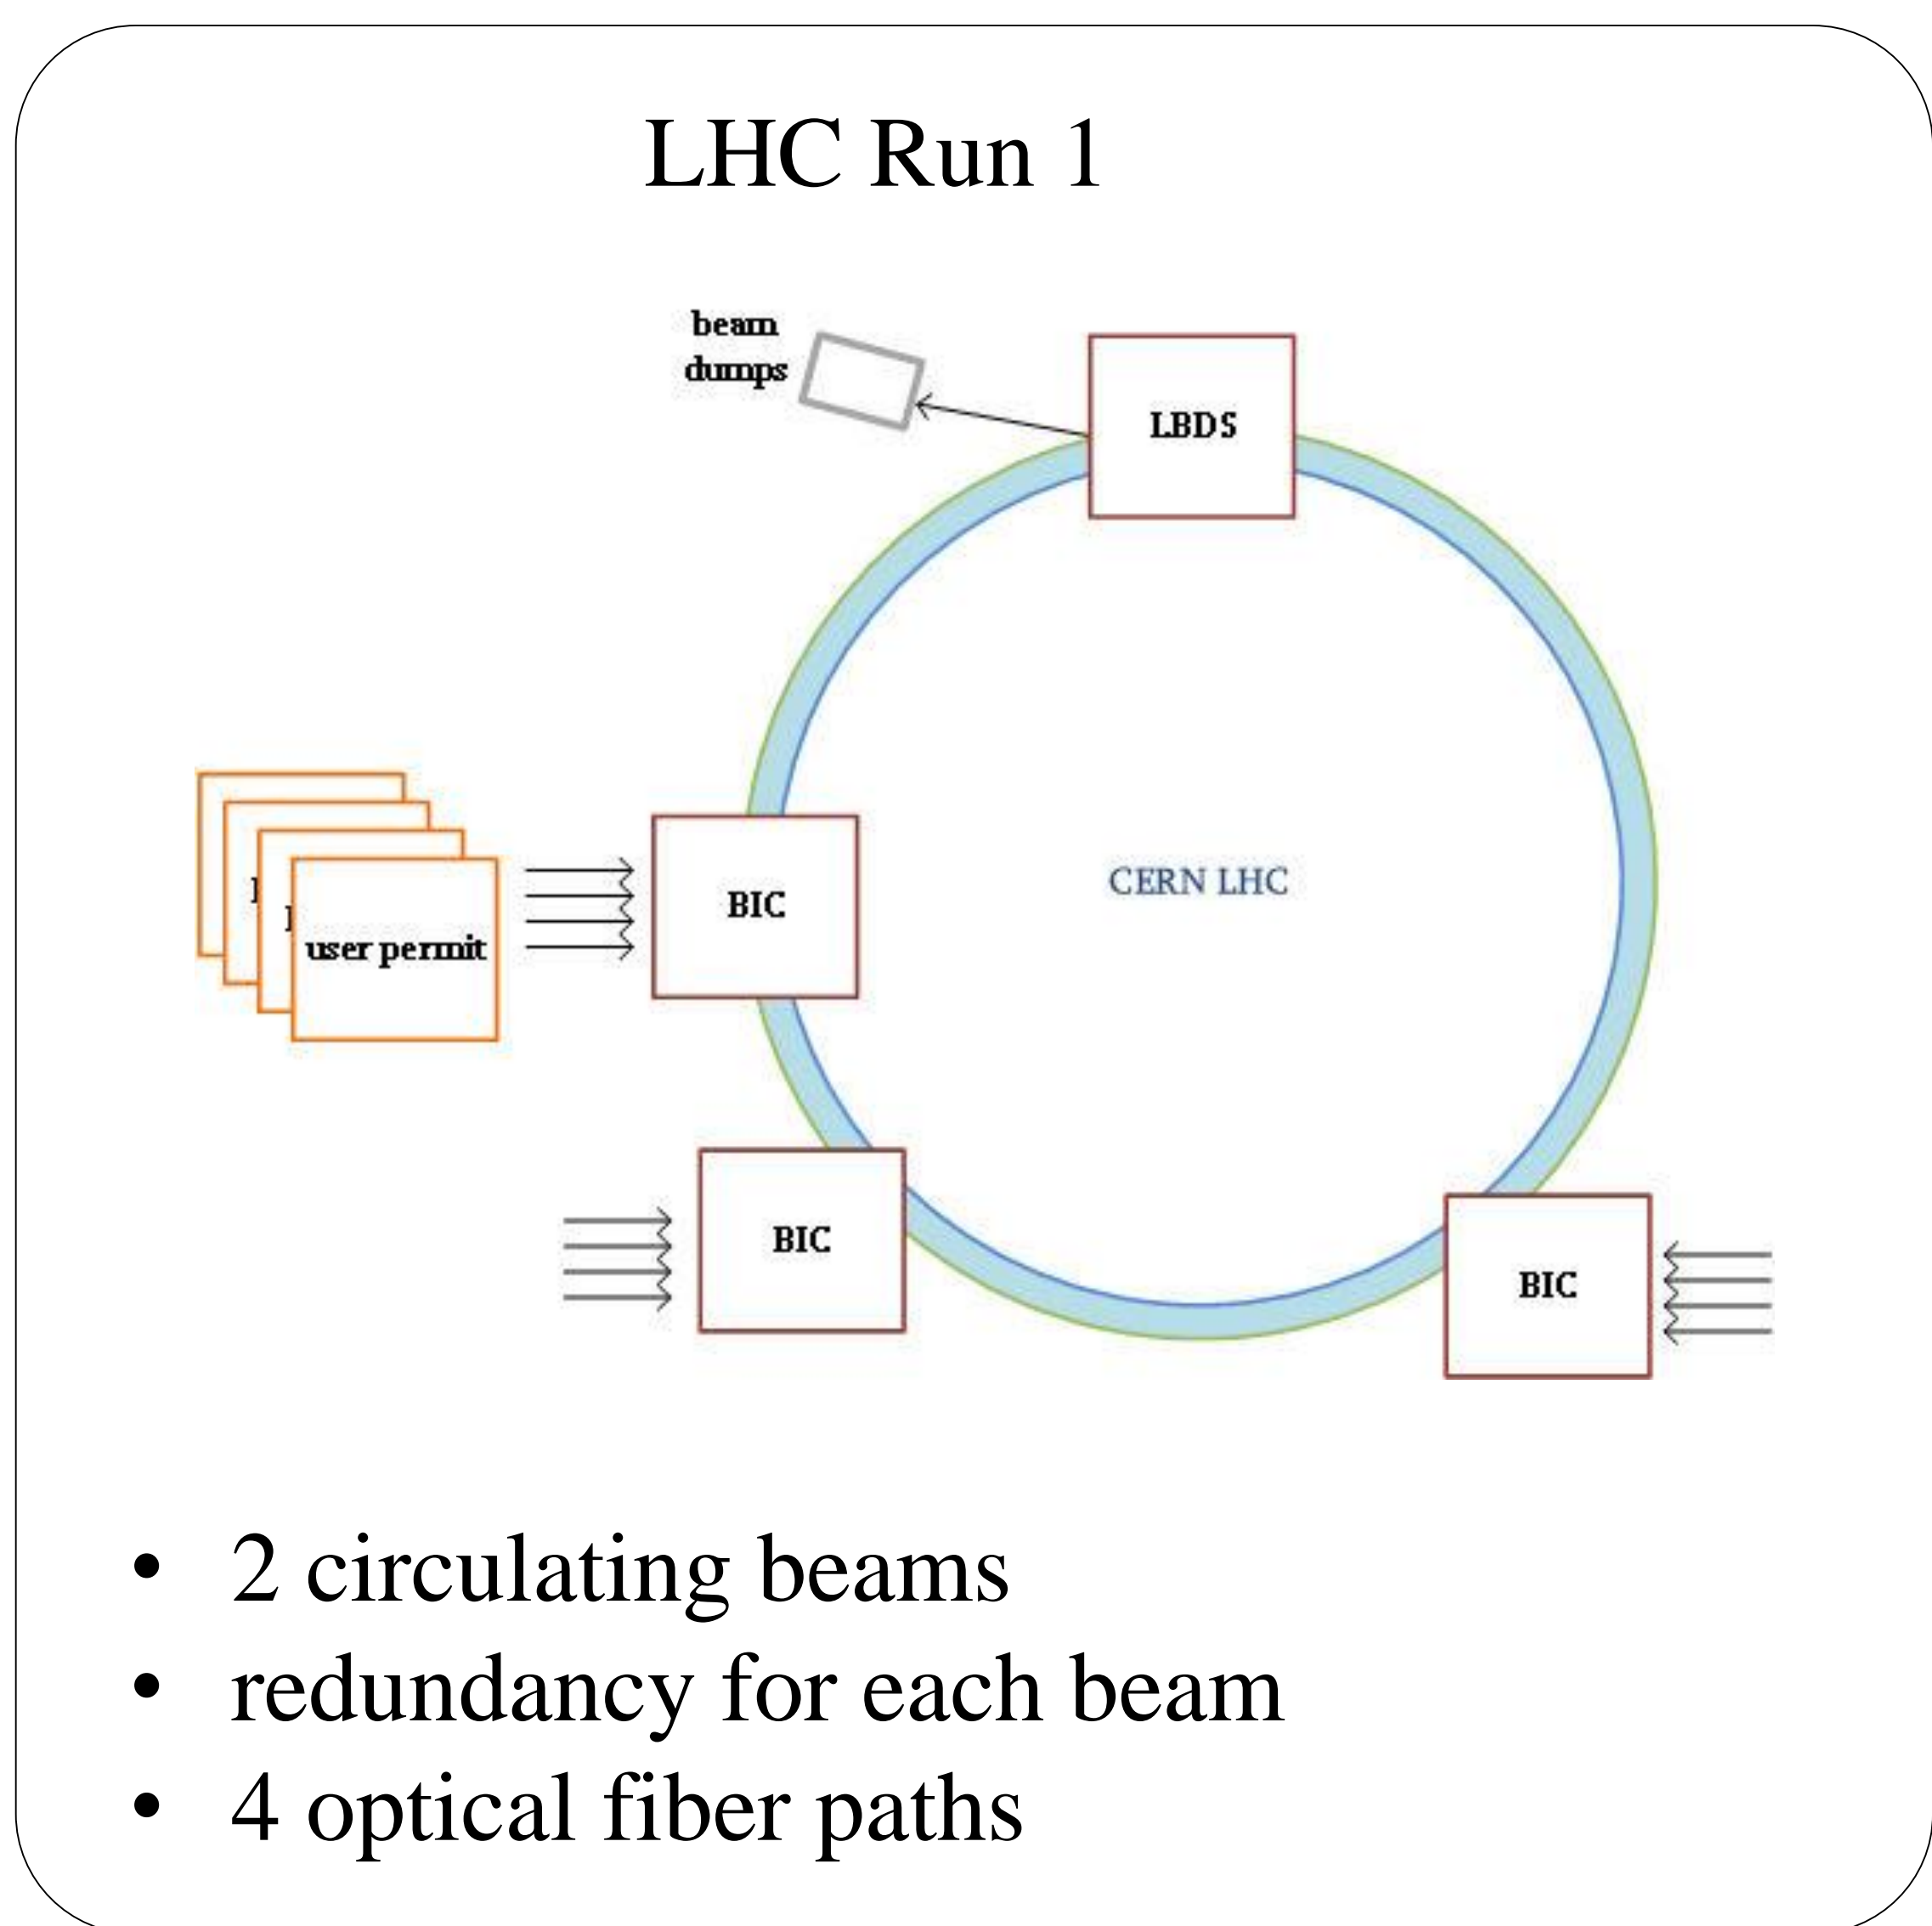 LHC Run 1
beam
dumps
LBDS
BIC
CERN LHC
user permit
BIC
BIC
• 2 circulating beams
• redundancy for each beam
• 4 optical fiber paths